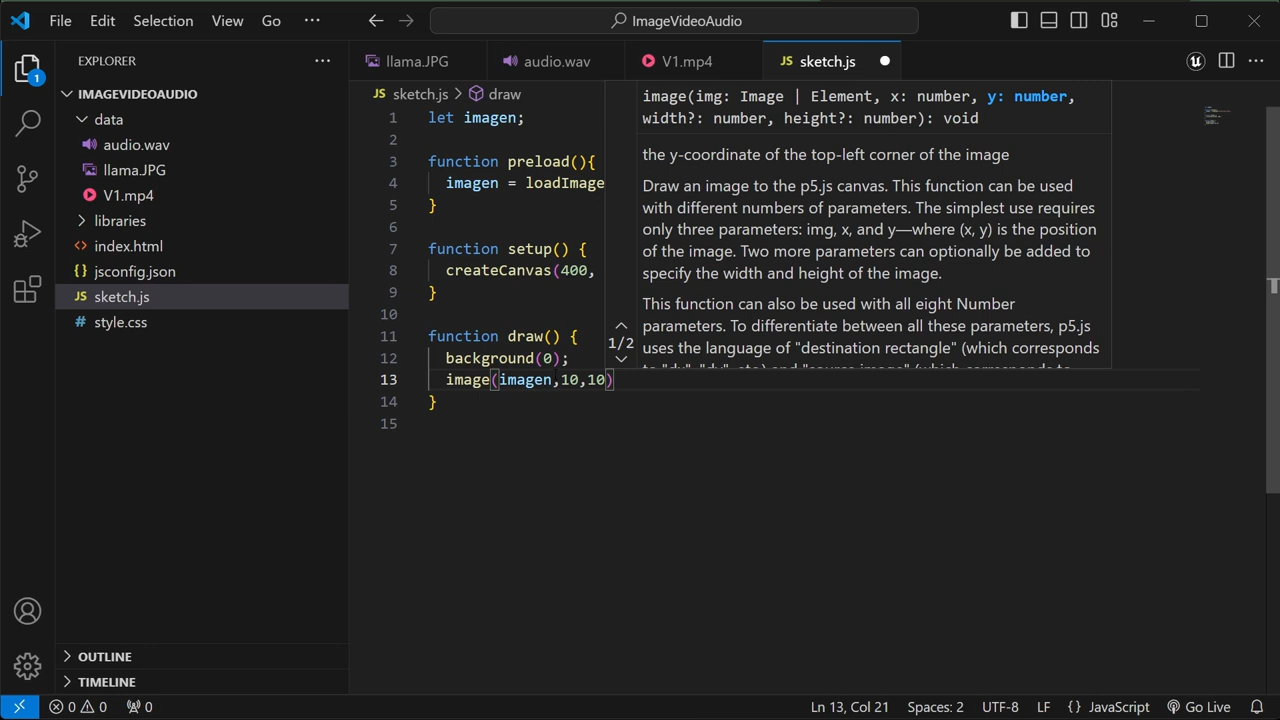 File Edit Selection View Go ··· ImageVideoAudio
EXPLORER
IMAGEVIDEOAUDIO
data
audio.wav
llama.JPG
V1.mp4
libraries
index.html
jsconfig.json
sketch.js
style.css
OUTLINE
TIMELINE
1
llama.JPG audio.wav V1.mp4 JS sketch.js
JS sketch.js > draw
1 let imagen;
2
3 function preload(){
4 imagen = loadImage
5 }
6
7 function setup() {
8 createCanvas(400,
9 }
10
11 function draw() {
12 background(0);
13 image(imagen,10,10)
14 }
15
1/2
image(img: Image | Element, x: number, y: number,
width?: number, height?: number): void
the y-coordinate of the top-left corner of the image
Draw an image to the p5.js canvas. This function can be used
with different numbers of parameters. The simplest use requires
only three parameters: img, x, and y—where (x, y) is the position
of the image. Two more parameters can optionally be added to
specify the width and height of the image.
This function can also be used with all eight Number
parameters. To differentiate between all these parameters, p5.js
uses the language of "destination rectangle" (which corresponds
0 0 0 Ln 13, Col 21 Spaces: 2 UTF-8 LF {} JavaScript Go Live